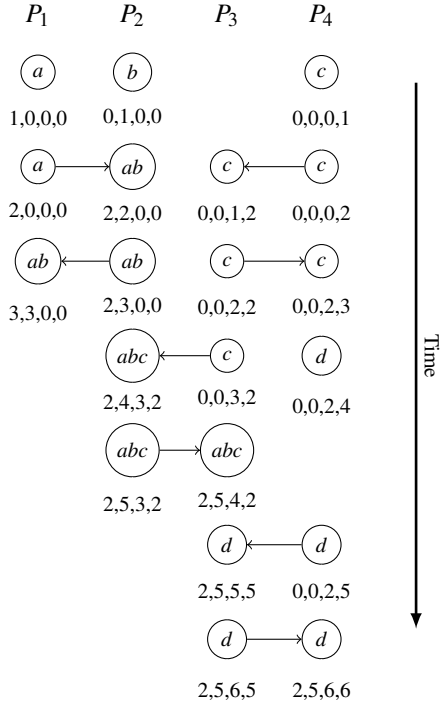 P1 P2 P3 P4
a b c
1,0,0,0 0,1,0,0 0,0,0,1
a ab c c
2,0,0,0 2,2,0,0 0,0,1,2 0,0,0,2
ab ab c c
3,3,0,0 2,3,0,0 0,0,2,2 0,0,2,3
abc c d
2,4,3,2 0,0,3,2 0,0,2,4
Time
abc abc
2,5,3,2 2,5,4,2
d d
2,5,5,5 0,0,2,5
d d
2,5,6,5 2,5,6,6